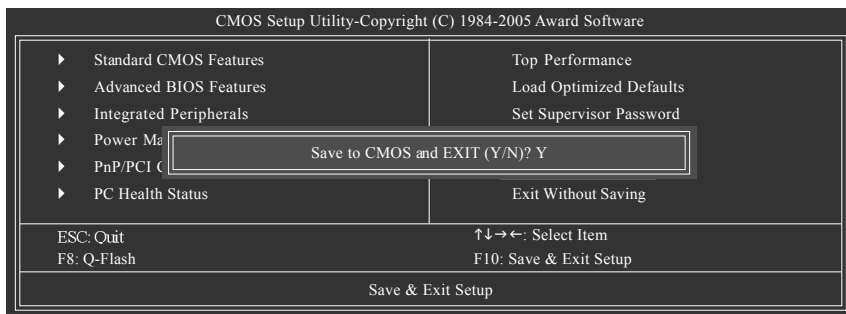 CMOS Setup Utility-Copyright (C) 1984-2005 Award Software
Standard CMOS Features
Top Performance
Advanced BIOS Features
Load Optimized Defaults
Integrated Peripherals
Set Supervisor Password
Power Ma
Save to CMOS and EXIT (Y/N)? Y
PnP/PCI C
PC Health Status
Exit Without Saving
ESC: Quit
↑↓→←: Select Item
F8: Q-Flash
F10: Save & Exit Setup
Save & Exit Setup